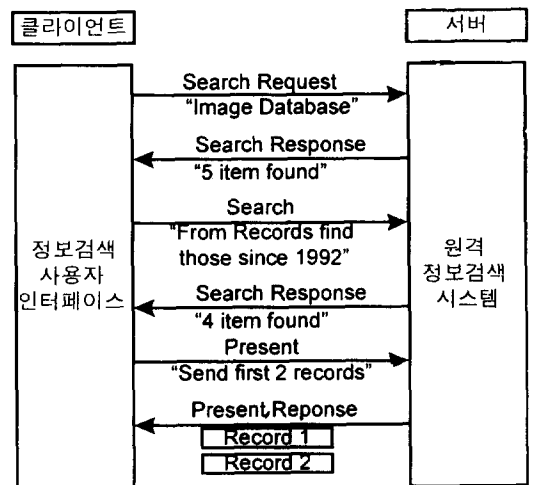 클라이언트
서버
Search Request
"Image Database"
Search Response
"5 item found"
Search
"From Records find
those since 1992"
정보검색
사용자
인터페이스
원격
정보검색
시스템
Search Response
"4 item found"
Present
"Send first 2 records"
Present Reponse
Record 1
Record 2